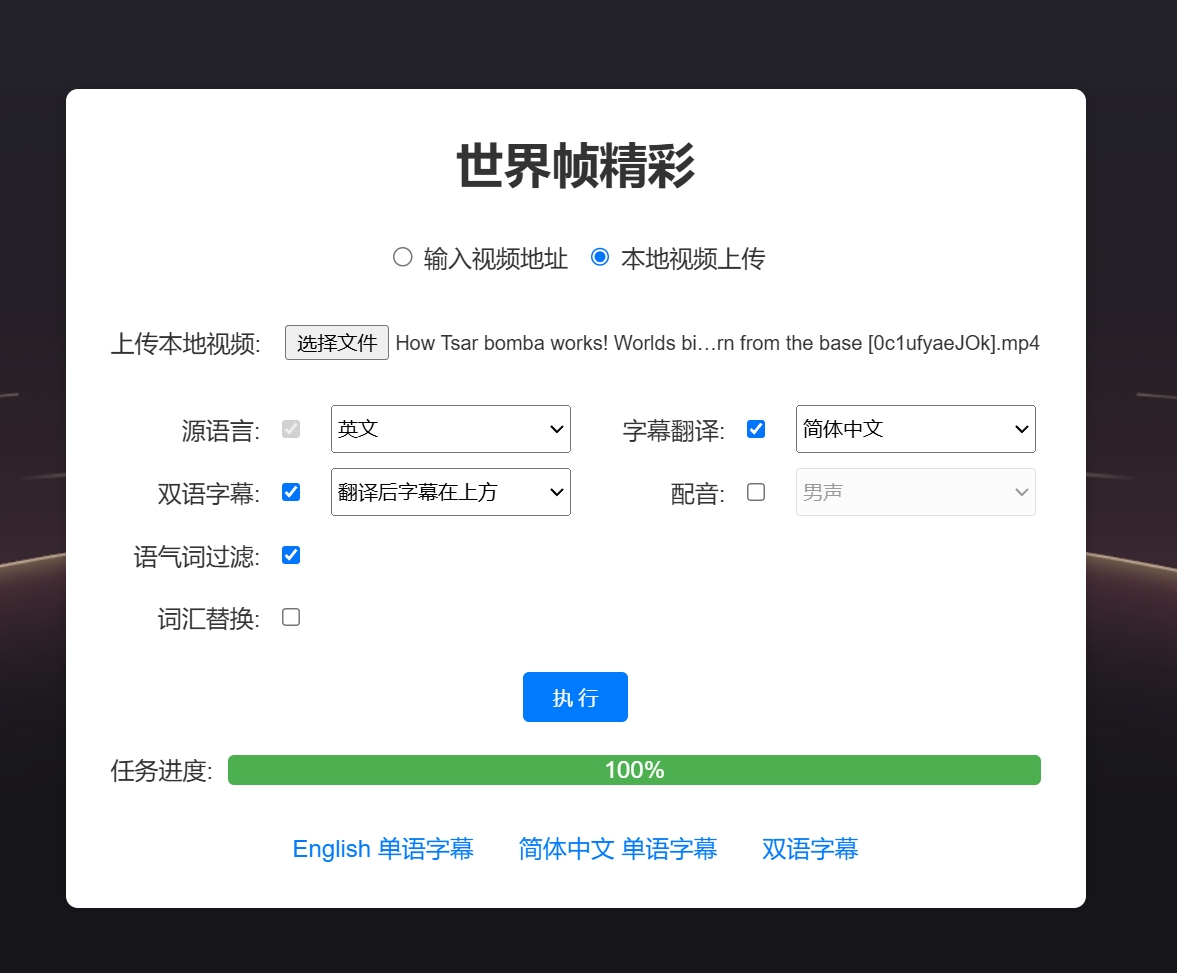 世界帧精彩
输入视频地址 本地视频上传
上传本地视频: 选择文件 How Tsar bomba works! Worlds bi…rn from the base [0c1ufyaeJOk].mp4
源语言: 英文 字幕翻译: 简体中文
双语字幕: 翻译后字幕在上方 配音: 男声
语气词过滤:
词汇替换:
执 行
任务进度: 100%
English 单语字幕 简体中文 单语字幕 双语字幕